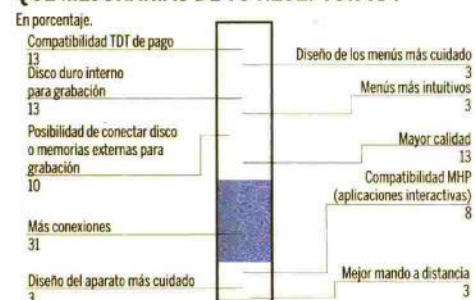 En porcentaje.
Compatibilidad TDT de pago
13
Disco duro interno
para grabación
13
Posibilidad de conectar disco
o memorias externas para
grabación
10
Más conexiones
31
Diseño del aparato más cuidado
3
Diseño de los menús más cuidado
3
Menús más intuitivos
3
Mayor calidad
13
Compatibilidad MHP
(aplicaciones interactivas)
8
Mejor mando a distancia
3